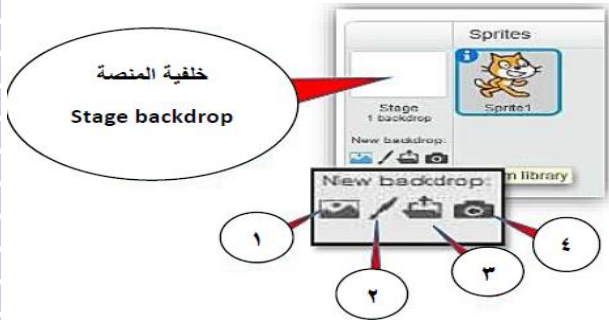 Sprites
خلفية المنصة
Stage backdrop
Stage
1 backdrop
Sprite1
New backdrop:
m library
New backdrop:
١
٢
٣
٤